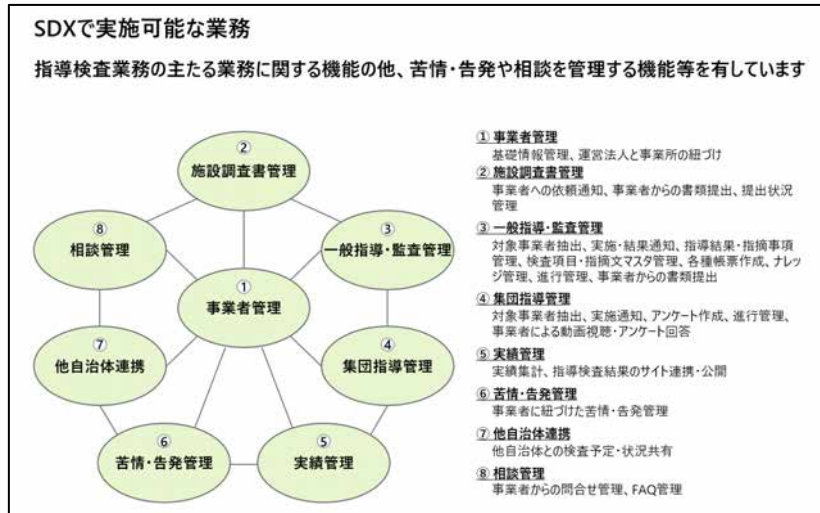 SDXで実施可能な業務
指導検査業務の主たる業務に関する機能の他、苦情・告発や相談を管理する機能等を有しています
②
施設調査書管理
⑧
相談管理
③
一般指導・監査管理
①
事業者管理
⑦
他自治体連携
④
集団指導管理
⑥
苦情・告発管理
⑤
実績管理
① 事業者管理
基礎情報管理、運営法人と事業所の紐づけ
② 施設調査書管理
事業者への依頼通知、事業者からの書類提出、提出状況
管理
③ 一般指導・監査管理
対象事業者抽出、実施・結果通知、指導結果・指摘事項
管理、検査項目・指摘文マスタ管理、各種帳票作成、ナレッ
ジ管理、進行管理、事業者からの書類提出
④ 集団指導管理
対象事業者抽出、実施通知、アンケート作成、進行管理、
事業者による動画視聴・アンケート回答
⑤ 実績管理
実績集計、指導検査結果のサイト連携・公開
⑥ 苦情・告発管理
事業者に紐づけた苦情・告発管理
⑦ 他自治体連携
他自治体との検査予定・状況共有
⑧ 相談管理
事業者からの問合せ管理、FAQ管理